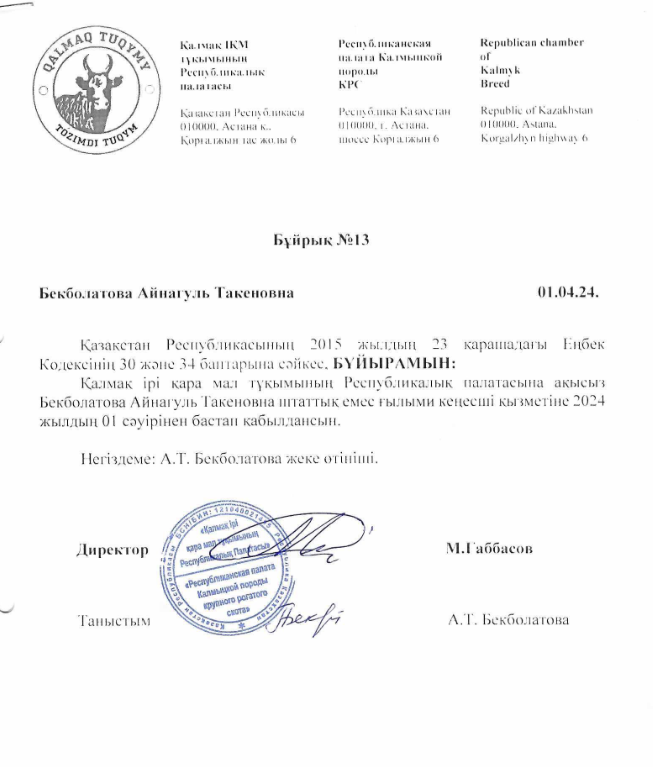 QALMAQ TUQYMY
TOZIMDI TUQYM
Қалмақ ІҚМ
тұқымының
Республикалық
палатасы
Қазақстан Республикасы
010000, Астана қ.,
Қорғалжын тас жолы 6
Республиканская
палата Калмыцкой
породы
КРС
Республика Казахстан
010000, г. Астана,
шоссе Коргалжин 6
Republican chamber
of
Kalmyk
Breed
Republic of Kazakhstan
010000, Astana,
Korgalzhyn highway 6
Бұйрық №13
Бекболатова Айнагуль Такеновна 01.04.24.
Қазақстан Республикасының 2015 жылдың 23 қарашадағы Еңбек
Кодексінің 30 және 34 баптарына сәйкес, БҰЙЫРАМЫН:
Қалмақ ірі қара мал тұқымының Республикалық палатасына ақысыз
Бекболатова Айнагуль Такеновна штаттық емес ғылыми кеңесші қызметіне 2024
жылдың 01 сәуірінен бастап қабылдансын.
Негіздеме: А.Т. Бекболатова жеке өтініші.
Директор М.Габбасов
«Қалмақ ірі
қара мал тұқымының
Республикалық Палатасы»
«Республиканская палата
Калмыцкой породы
крупного рогатого
скота»
Таныстым А.Т. Бекболатова